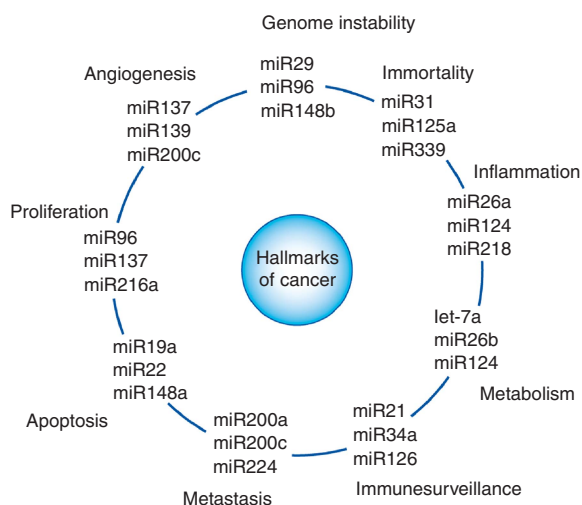 Genome instability
miR29
miR96
miR148b
Immortality
miR31
miR125a
miR339
Inflammation
miR26a
miR124
miR218
let-7a
miR26b
miR124
Metabolism
miR21
miR34a
miR126
Immunesurveillance
miR200a
miR200c
miR224
Metastasis
miR19a
miR22
miR148a
Apoptosis
Proliferation
miR96
miR137
miR216a
Angiogenesis
miR137
miR139
miR200c
Hallmarks
of cancer